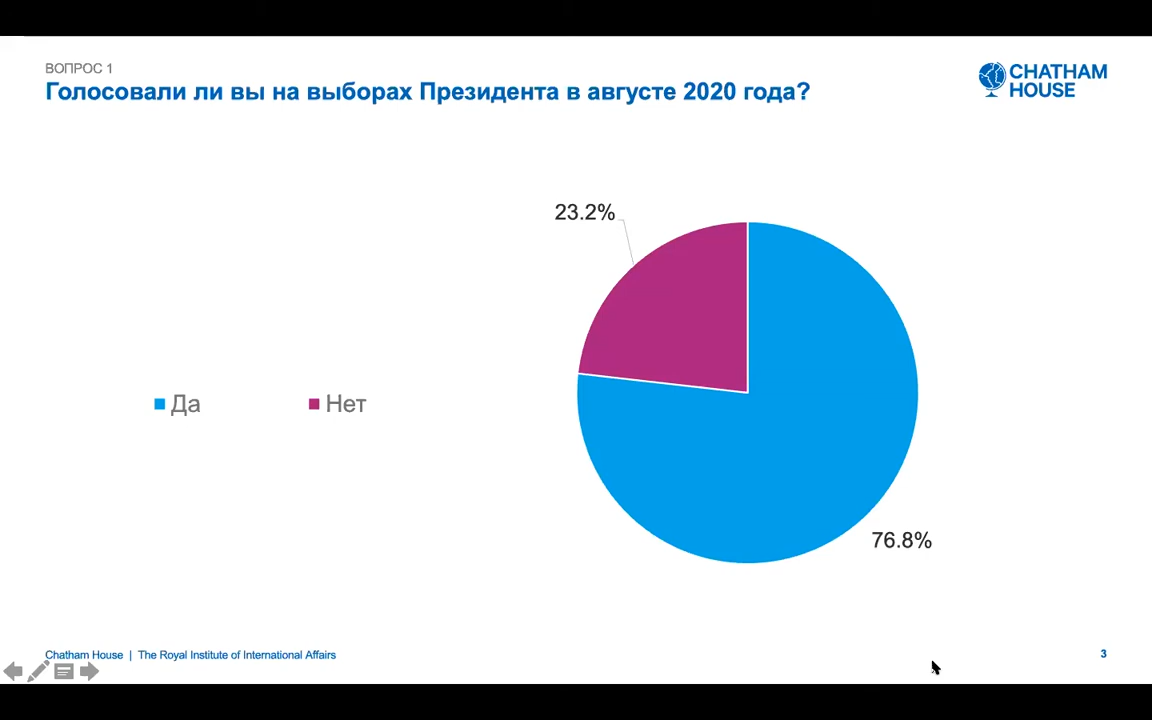 ВОПРОС 1
Голосовали ли вы на выборах Президента в августе 2020 года?
CHATHAM
HOUSE
23.2%
Да
Нет
76.8%
Chatham House | The Royal Institute of International Affairs
3